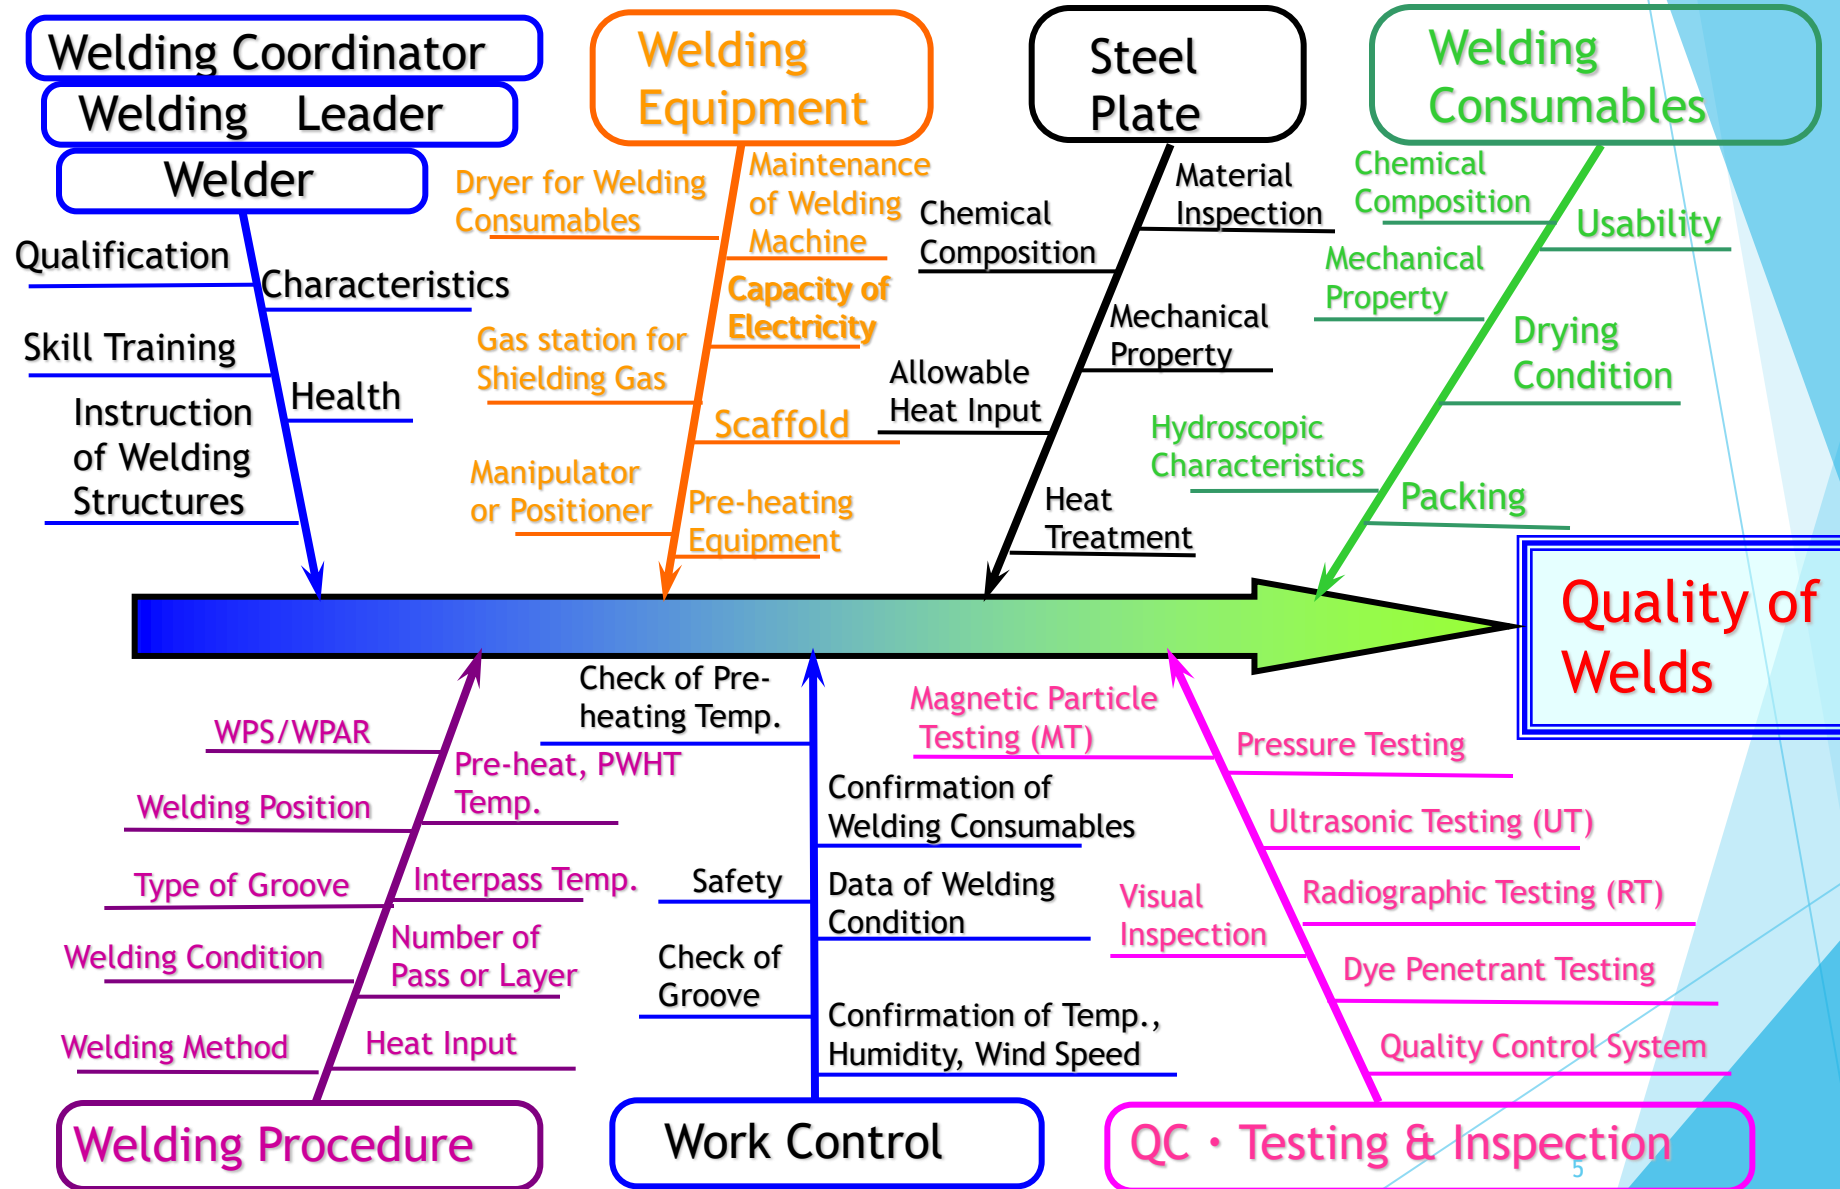 Welding Coordinator
Welding Leader
Welder
Qualification
Characteristics
Skill Training
Health
Instruction
of Welding
Structures
Welding
Equipment
Dryer for Welding
Consumables
Maintenance
of Welding
Machine
Capacity of
Electricity
Gas station for
Shielding Gas
Scaffold
Manipulator
or Positioner
Pre-heating
Equipment
Steel
Plate
Material
Inspection
Chemical
Composition
Mechanical
Property
Allowable
Heat Input
Heat
Treatment
Welding
Consumables
Chemical
Composition
Usability
Mechanical
Property
Drying
Condition
Hydroscopic
Characteristics
Packing
Quality of
Welds
WPS/WPAR
Pre-heat, PWHT
Temp.
Welding Position
Type of Groove
Interpass Temp.
Welding Condition
Number of
Pass or Layer
Welding Method
Heat Input
Welding Procedure
Check of Pre-
heating Temp.
Confirmation of
Welding Consumables
Safety
Data of Welding
Condition
Check of
Groove
Confirmation of Temp.,
Humidity, Wind Speed
Work Control
Magnetic Particle
Testing (MT)
Pressure Testing
Ultrasonic Testing (UT)
Visual
Inspection
Radiographic Testing (RT)
Dye Penetrant Testing
Quality Control System
QC・Testing & Inspection
5